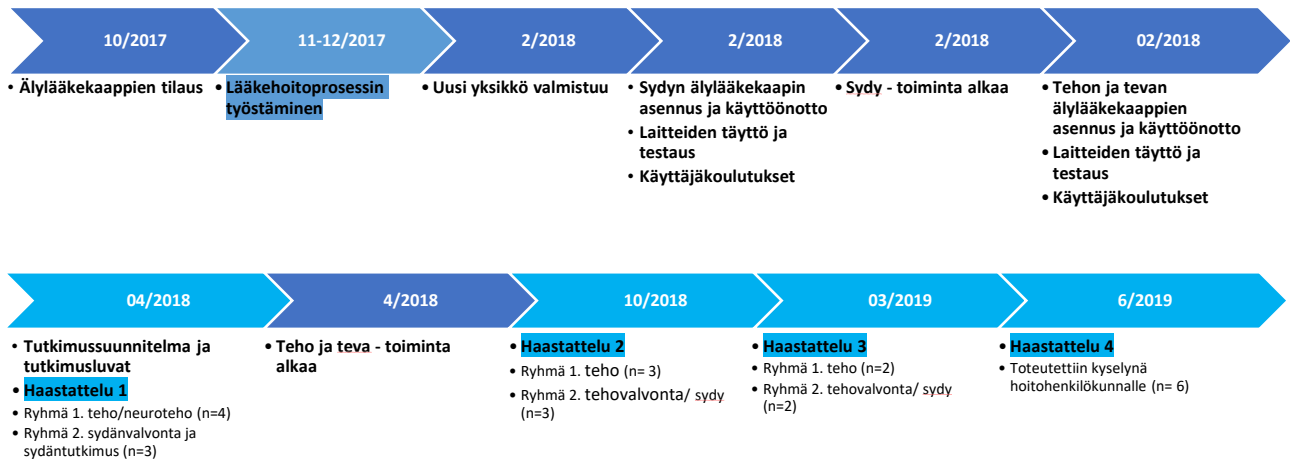 10/2017
11-12/2017
2/2018
2/2018
2/2018
02/2018
• Älylääkekaappien tilaus
• Lääkehoitoprosessin
työstäminen
• Uusi yksikkö valmistuu
• Sydyn älylääkekaapin
asennus ja käyttöönotto
• Laitteiden täyttö ja
testaus
• Käyttäjäkoulutukset
• Sydy - toiminta alkaa
• Tehon ja tevan
älylääkekaappien
asennus ja käyttöönotto
• Laitteiden täyttö ja
testaus
• Käyttäjäkoulutukset
04/2018
4/2018
10/2018
03/2019
6/2019
• Tutkimussuunnitelma ja
tutkimusluvat
• Haastattelu 1
• Ryhmä 1. teho/neuroteho (n=4)
• Ryhmä 2. sydänvalvonta ja
sydäntutkimus (n=3)
• Teho ja teva - toiminta
alkaa
• Haastattelu 2
• Ryhmä 1. teho (n= 3)
• Ryhmä 2. tehovalvonta/ sydy
(n=3)
• Haastattelu 3
• Ryhmä 1. teho (n=2)
• Ryhmä 2. tehovalvonta/ sydy
(n=2)
• Haastattelu 4
• Toteutettiin kyselynä
hoitohenkilökunnalle (n= 6)